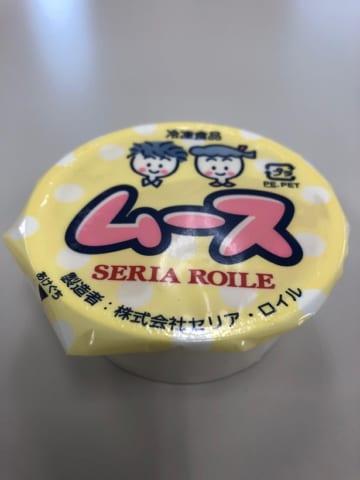 冷凍食品
プラ
PE.PET
ムース
SERIA ROILE
あけぐち
製造者：株式会社セリア・ロイル